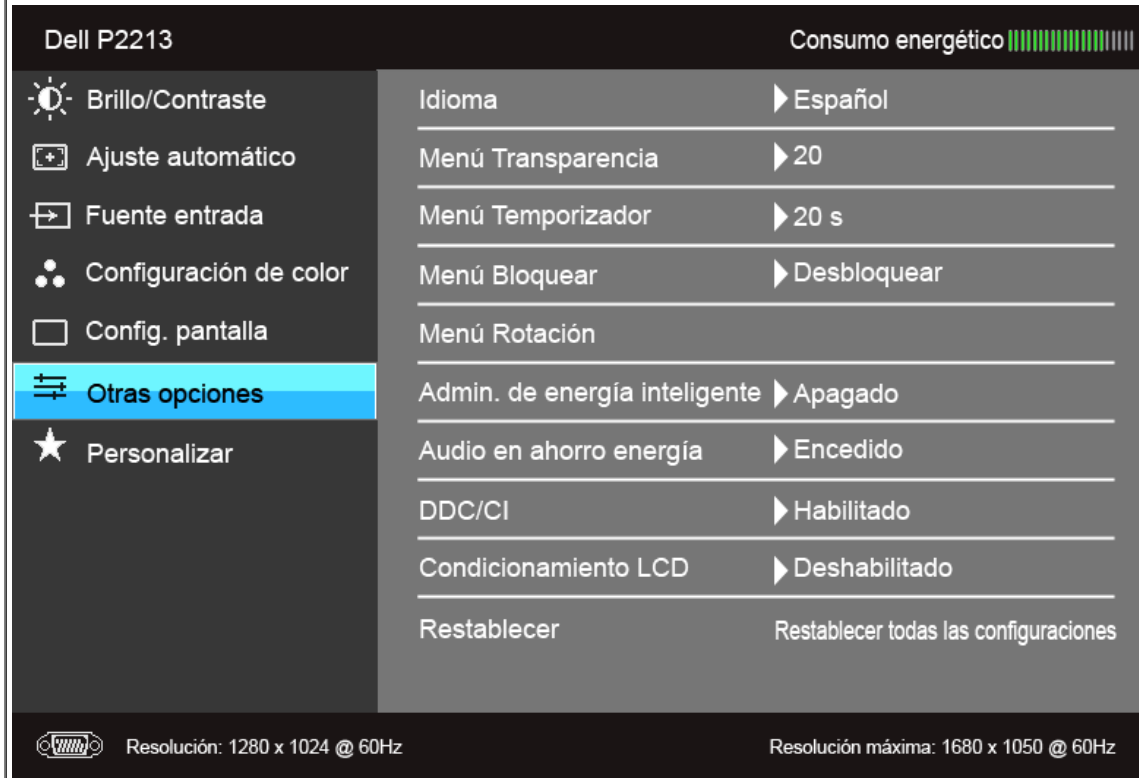 Dell P2213 Consumo energético
Brillo/Contraste Idioma Español
Ajuste automático Menú Transparencia 20
Fuente entrada Menú Temporizador 20 s
Configuración de color Menú Bloquear Desbloquear
Config. pantalla Menú Rotación
Otras opciones Admin. de energía inteligente Apagado
Personalizar Audio en ahorro energía Encedido
DDC/CI Habilitado
Condicionamiento LCD Deshabilitado
Restablecer Restablecer todas las configuraciones
Resolución: 1280 x 1024 @ 60Hz Resolución máxima: 1680 x 1050 @ 60Hz